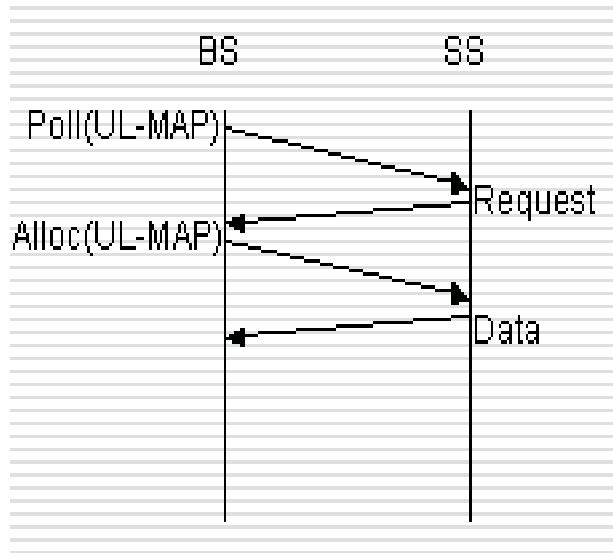 BS SS
Poll(UL-MAP)
Request
Alloc(UL-MAP)
Data